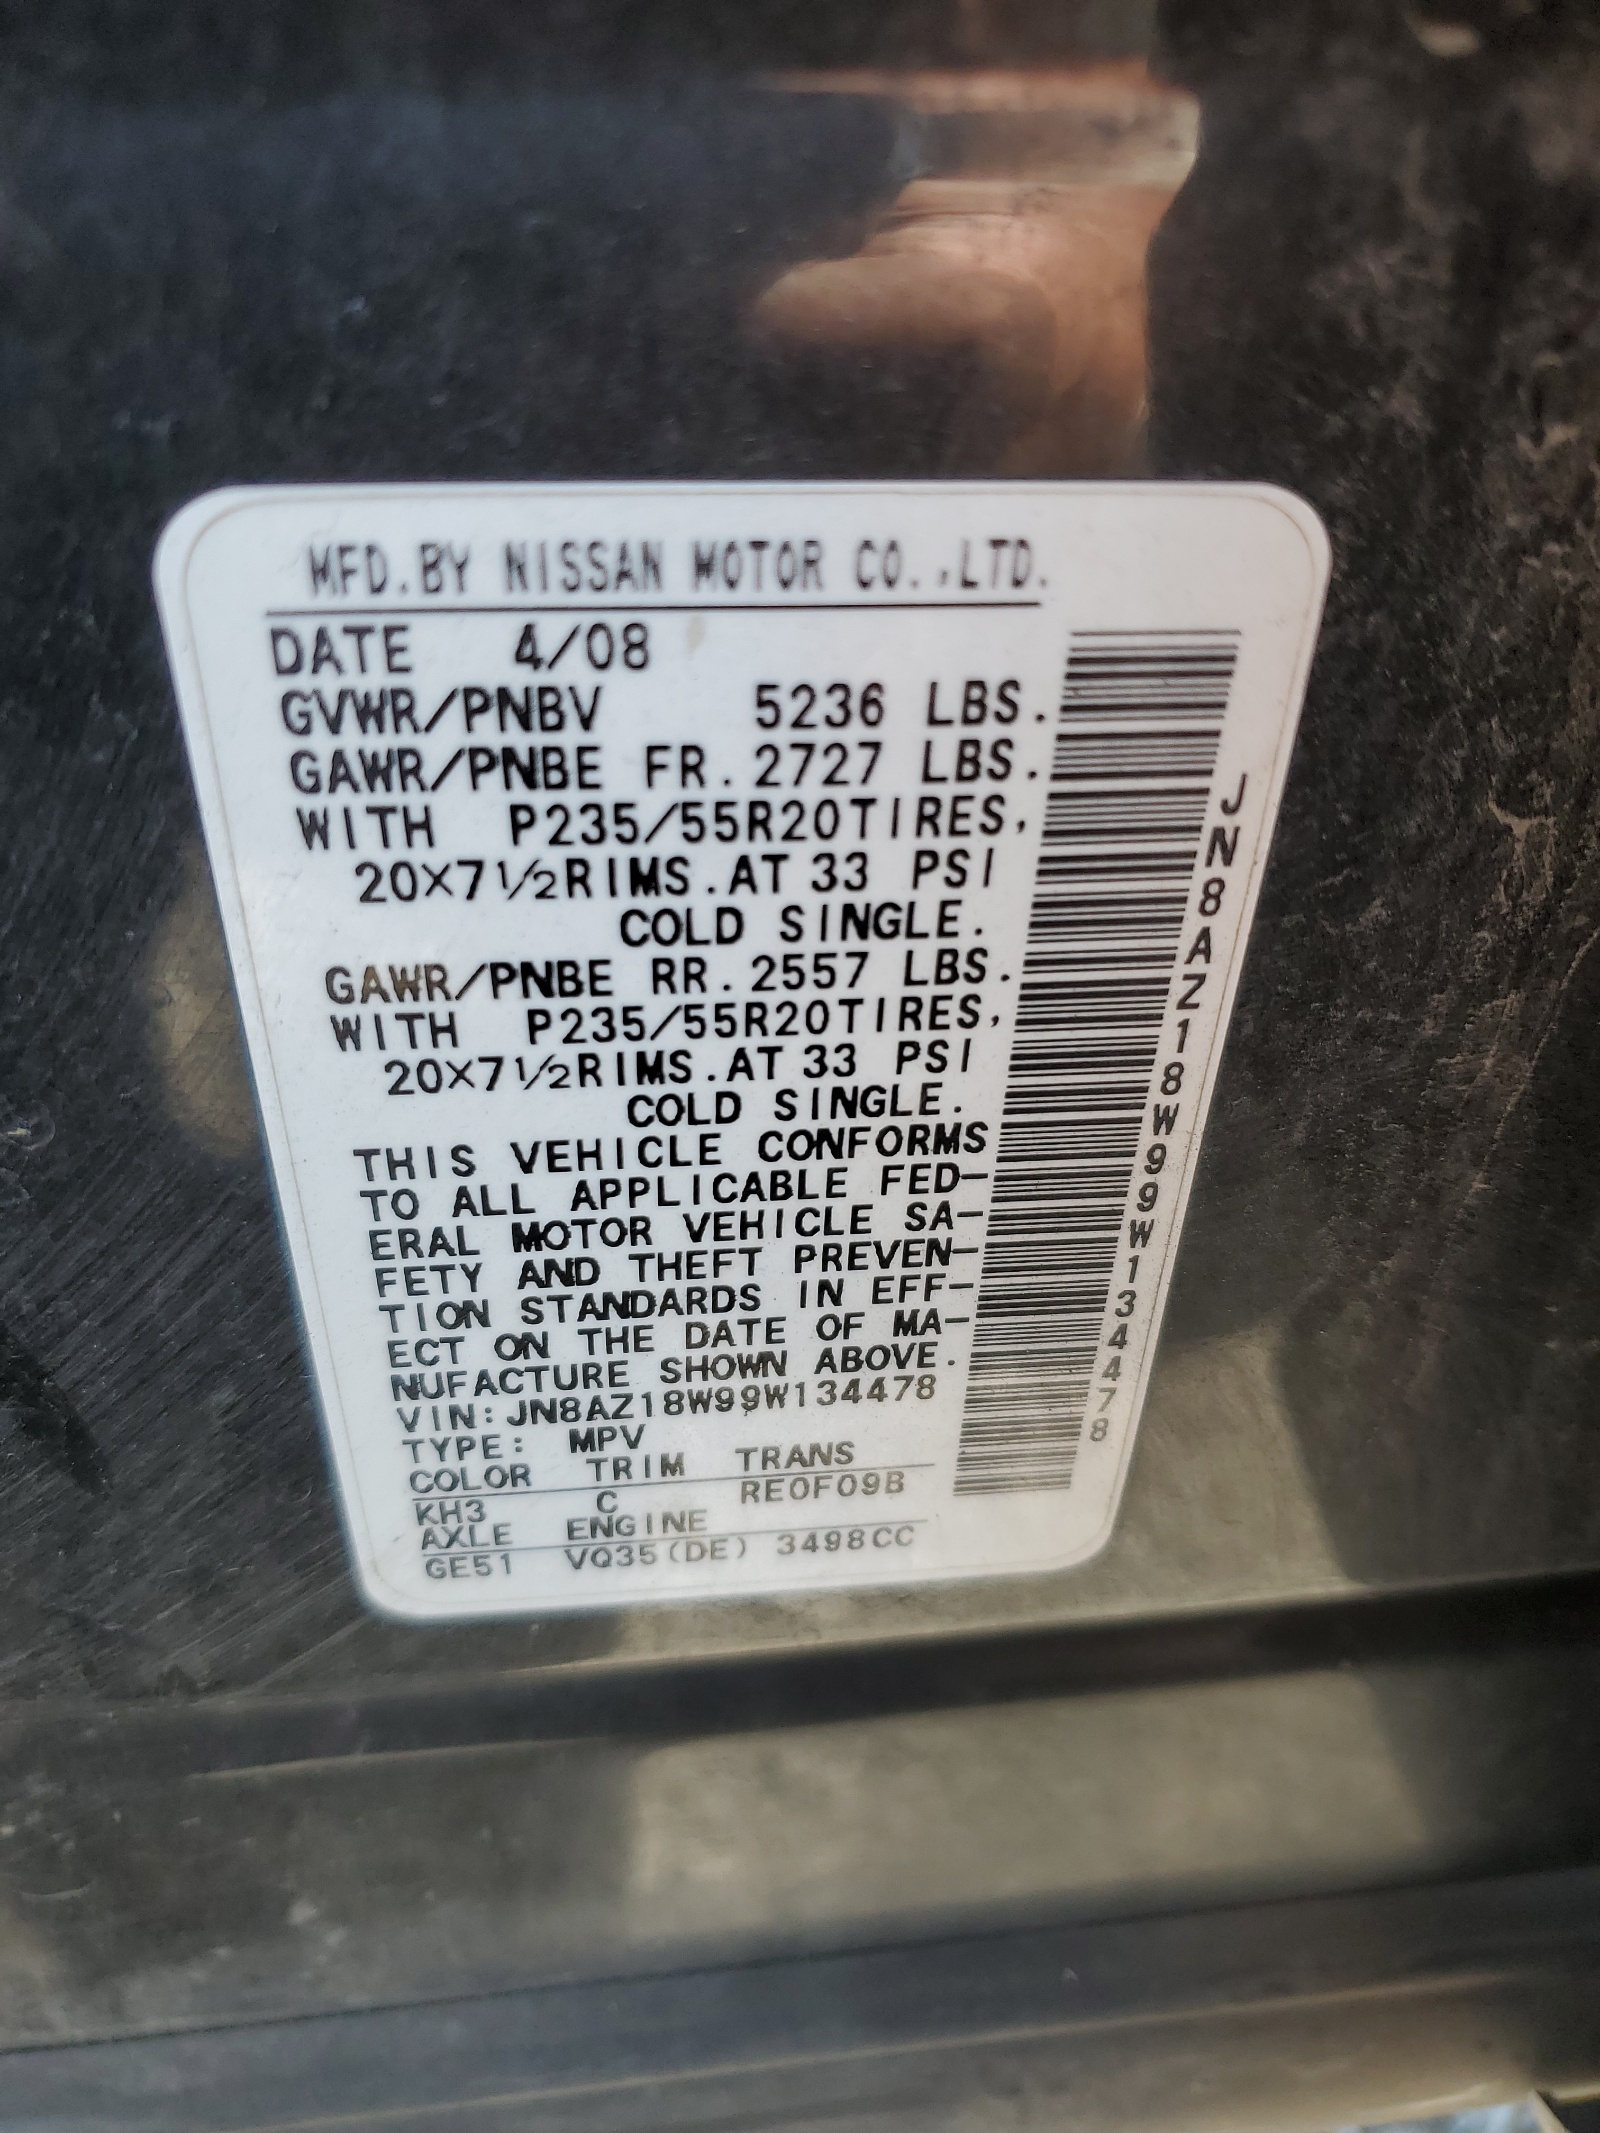 MFD.BY NISSAN MOTOR CO.,LTD.
DATE 4/08
GVWR/PNBV 5236 LBS.
GAWR/PNBE FR. 2727 LBS.
WITH P235/55R20TIRES,
20X7½RIMS.AT 33 PSI
COLD SINGLE.
GAWR/PNBE RR. 2557 LBS.
WITH P235/55R20TIRES,
20X7½RIMS.AT 33 PSI
COLD SINGLE.
THIS VEHICLE CONFORMS
TO ALL APPLICABLE FED-
ERAL MOTOR VEHICLE SA-
FETY AND THEFT PREVEN-
TION STANDARDS IN EFF-
ECT ON THE DATE OF MA-
NUFACTURE SHOWN ABOVE.
VIN: JN8AZ18W99W134478
TYPE: MPV
COLOR TRIM TRANS
KH3 C RE0F09B
AXLE ENGINE
GE51 VQ35(DE) 3498CC
JN8AZ18W99W134478